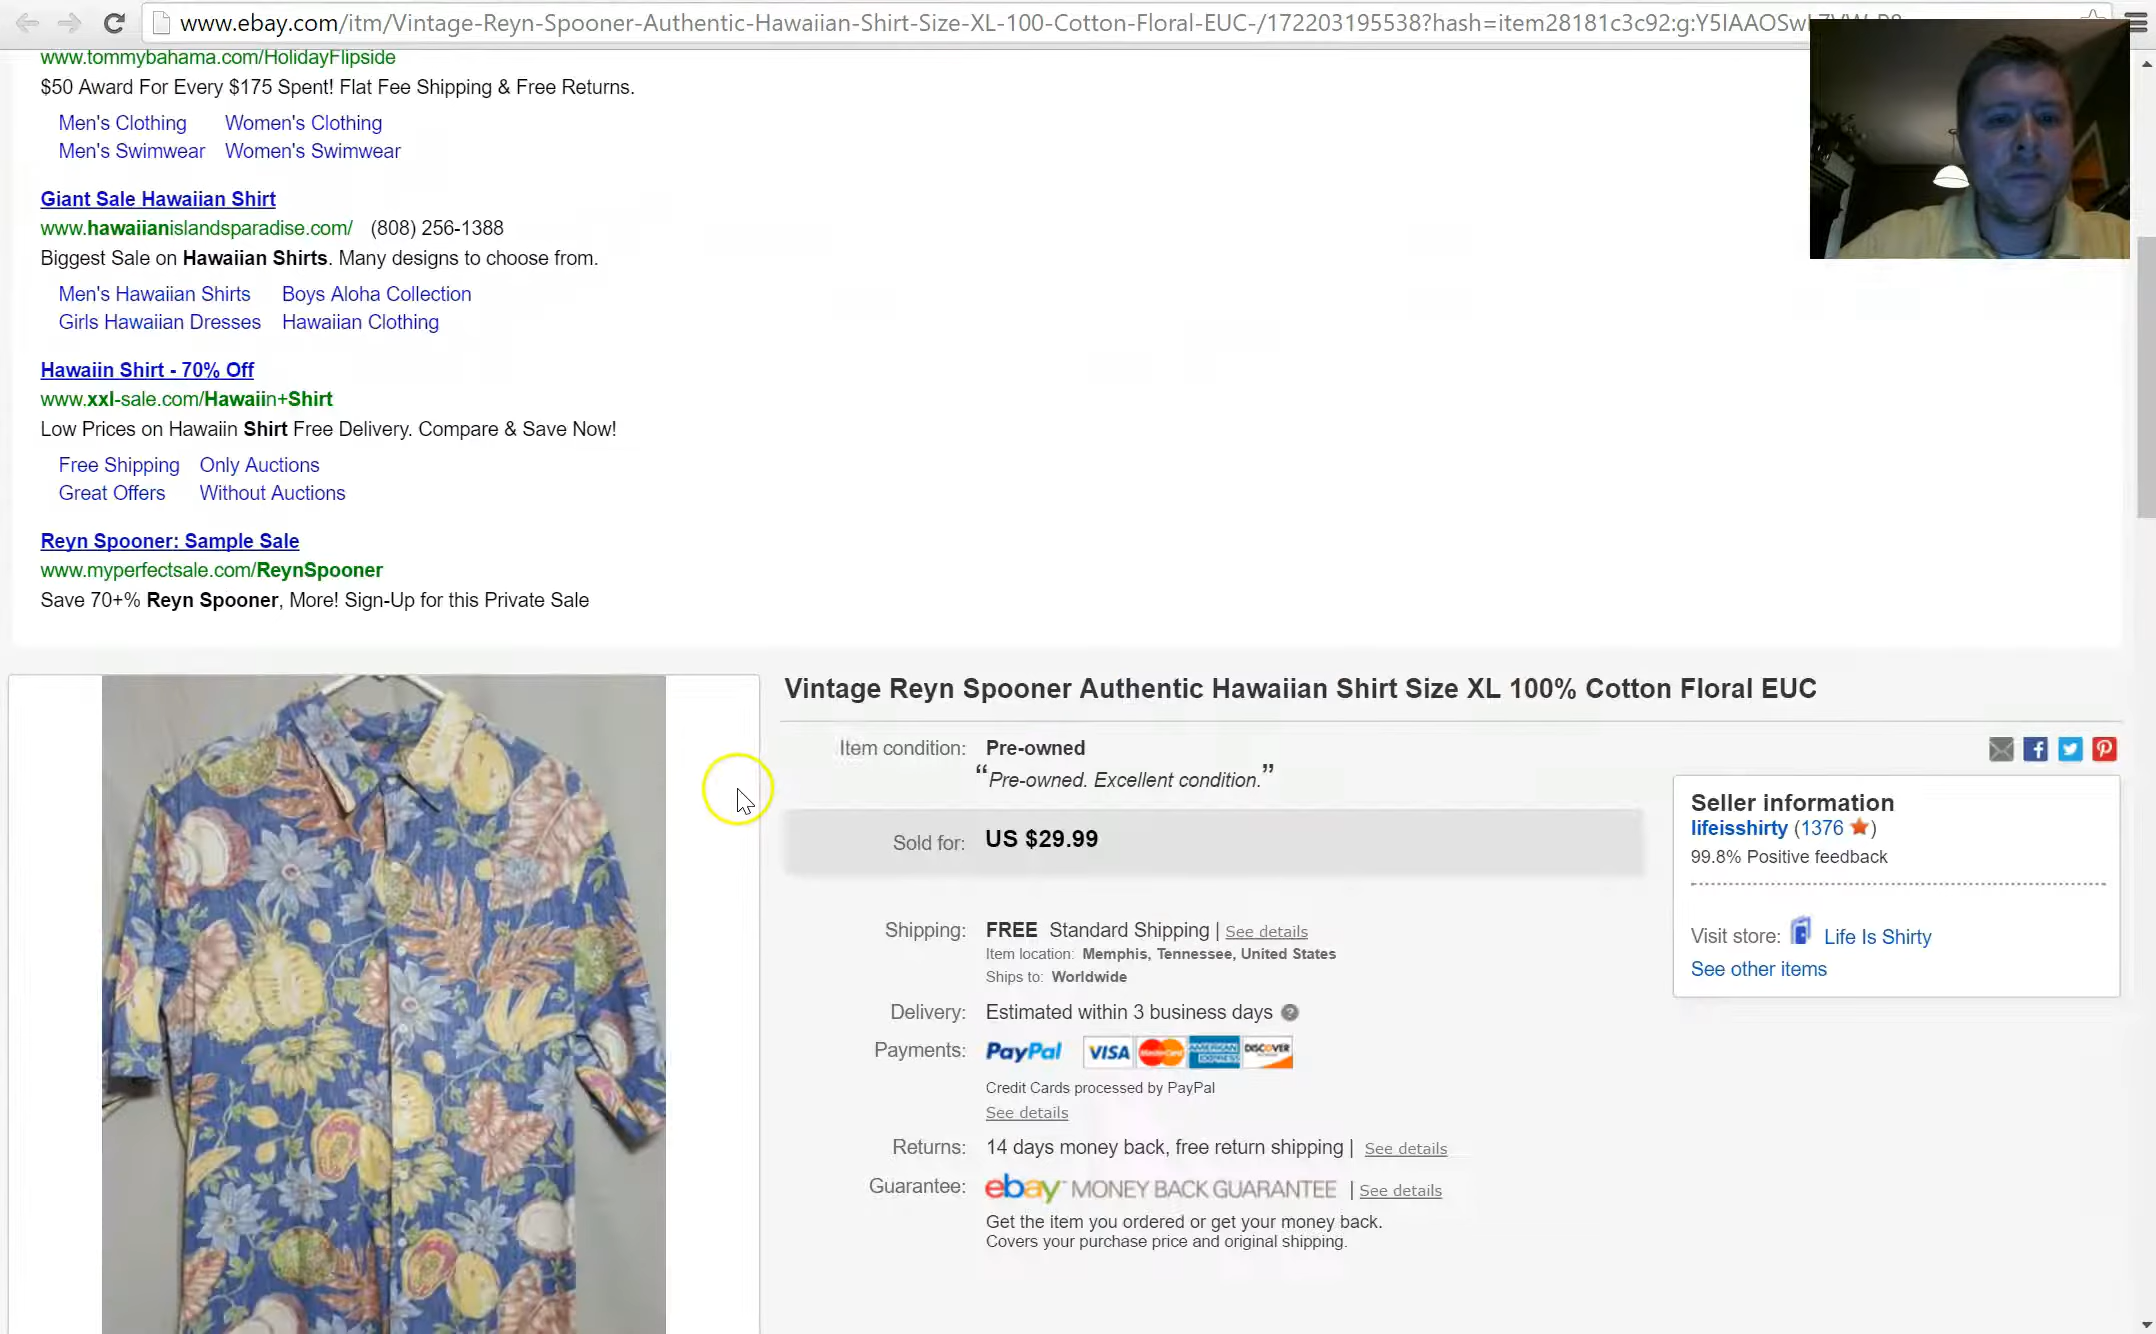 www.ebay.com/itm/Vintage-Reyn-Spooner-Authentic-Hawaiian-Shirt-Size-XL-100-Cotton-Floral-EUC-/172203195538?hash=item28181c3c92:g:Y5IAAOSw
www.tommybahama.com/HolidayFlipside
$50 Award For Every $175 Spent! Flat Fee Shipping & Free Returns.
Men's Clothing Women's Clothing
Men's Swimwear Women's Swimwear
Giant Sale Hawaiian Shirt
www.hawaiianislandsparadise.com/ (808) 256-1388
Biggest Sale on Hawaiian Shirts. Many designs to choose from.
Men's Hawaiian Shirts Boys Aloha Collection
Girls Hawaiian Dresses Hawaiian Clothing
Hawaiin Shirt - 70% Off
www.xxl-sale.com/Hawaiin+Shirt
Low Prices on Hawaiin Shirt Free Delivery. Compare & Save Now!
Free Shipping Only Auctions
Great Offers Without Auctions
Reyn Spooner: Sample Sale
www.myperfectsale.com/ReynSpooner
Save 70+% Reyn Spooner, More! Sign-Up for this Private Sale
Vintage Reyn Spooner Authentic Hawaiian Shirt Size XL 100% Cotton Floral EUC
Item condition: Pre-owned
“Pre-owned. Excellent condition.”
Sold for: US $29.99
Shipping: FREE Standard Shipping | See details
Item location: Memphis, Tennessee, United States
Ships to: Worldwide
Delivery: Estimated within 3 business days ?
Payments: PayPal VISA MasterCard AMERICAN EXPRESS DISCOVER
Credit Cards processed by PayPal
See details
Returns: 14 days money back, free return shipping | See details
Guarantee: ebay MONEY BACK GUARANTEE | See details
Get the item you ordered or get your money back.
Covers your purchase price and original shipping.
Seller information
lifeisshirty (1376 )
99.8% Positive feedback
Visit store: Life Is Shirty
See other items